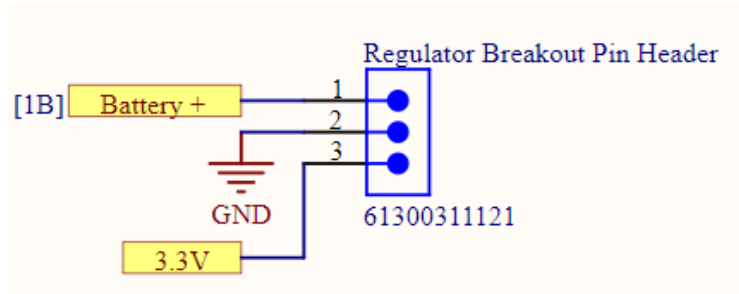 Regulator Breakout Pin Header
[1B] Battery + 1
2
3
GND
61300311121
3.3V